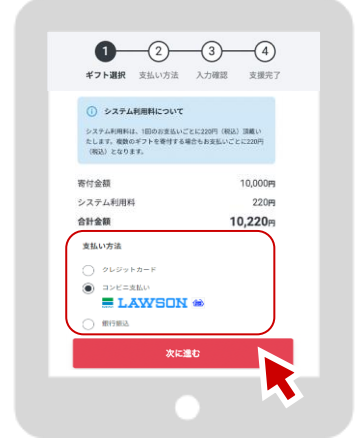 1 2 3 4
ギフト選択 支払い方法 入力確認 支援完了
システム利用料について
システム利用料は、1回のお支払いごとに220円（税込）頂戴い
たします。複数のギフトを寄付する場合もお支払いごとに220円
（税込）となります。
寄付金額 10,000円
システム利用料 220円
合計金額 10,220円
支払い方法
クレジットカード
コンビニ支払い
LAWSON
銀行振込
次に進む